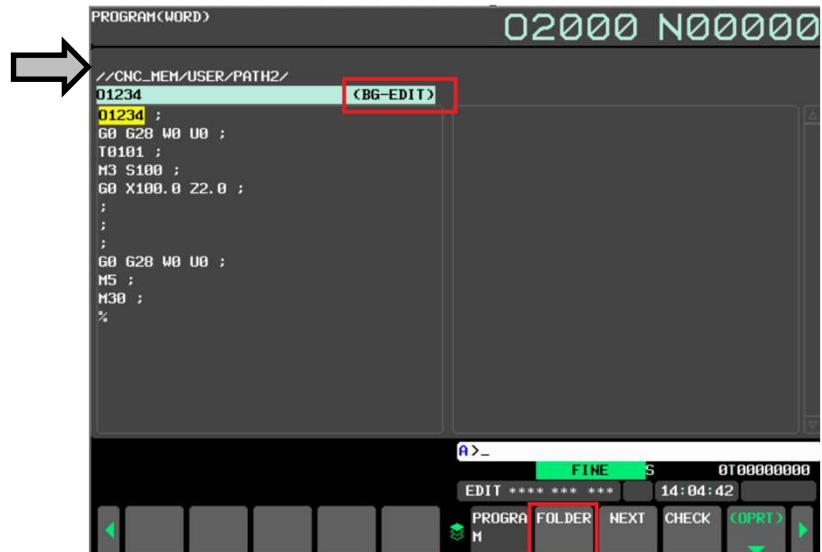 PROGRAM(WORD)
O2000 N00000
//CNC_MEM/USER/PATH2/
O1234 (BG-EDIT)
O1234 ;
G0 G28 W0 U0 ;
T0101 ;
M3 S100 ;
G0 X100.0 Z2.0 ;
;
;
;
G0 G28 W0 U0 ;
M5 ;
M30 ;
%
A>_
FINE S 0T00000000
EDIT **** *** *** 14:04:42
PROGRA
M
FOLDER NEXT CHECK (OPRT)